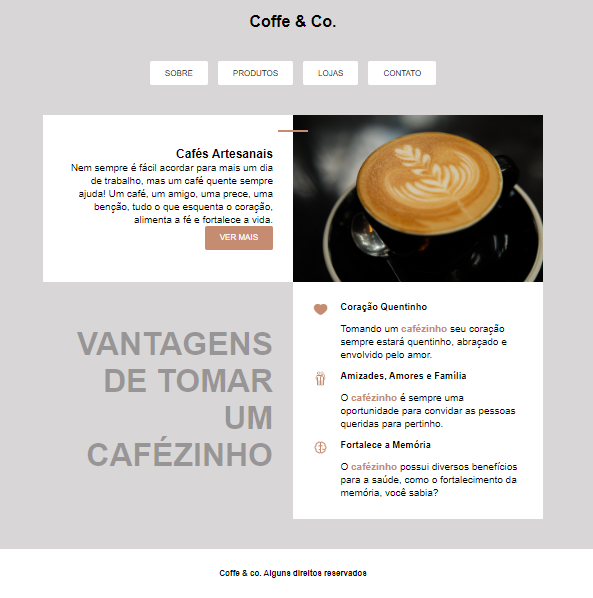 Coffe & Co.
SOBRE
PRODUTOS
LOJAS
CONTATO
Cafés Artesanais
Nem sempre é fácil acordar para mais um dia
de trabalho, mas um café quente sempre
ajuda! Um café, um amigo, uma prece, uma
benção, tudo o que esquenta o coração,
alimenta a fé e fortalece a vida.
VER MAIS
VANTAGENS
DE TOMAR
UM
CAFÉZINHO
Coração Quentinho
Tomando um cafézinho seu coração
sempre estará quentinho, abraçado e
envolvido pelo amor.
Amizades, Amores e Família
O cafézinho é sempre uma
oportunidade para convidar as pessoas
queridas para pertinho.
Fortalece a Memória
O cafézinho possui diversos benefícios
para a saúde, como o fortalecimento da
memória, você sabia?
Coffe & co. Alguns direitos reservados